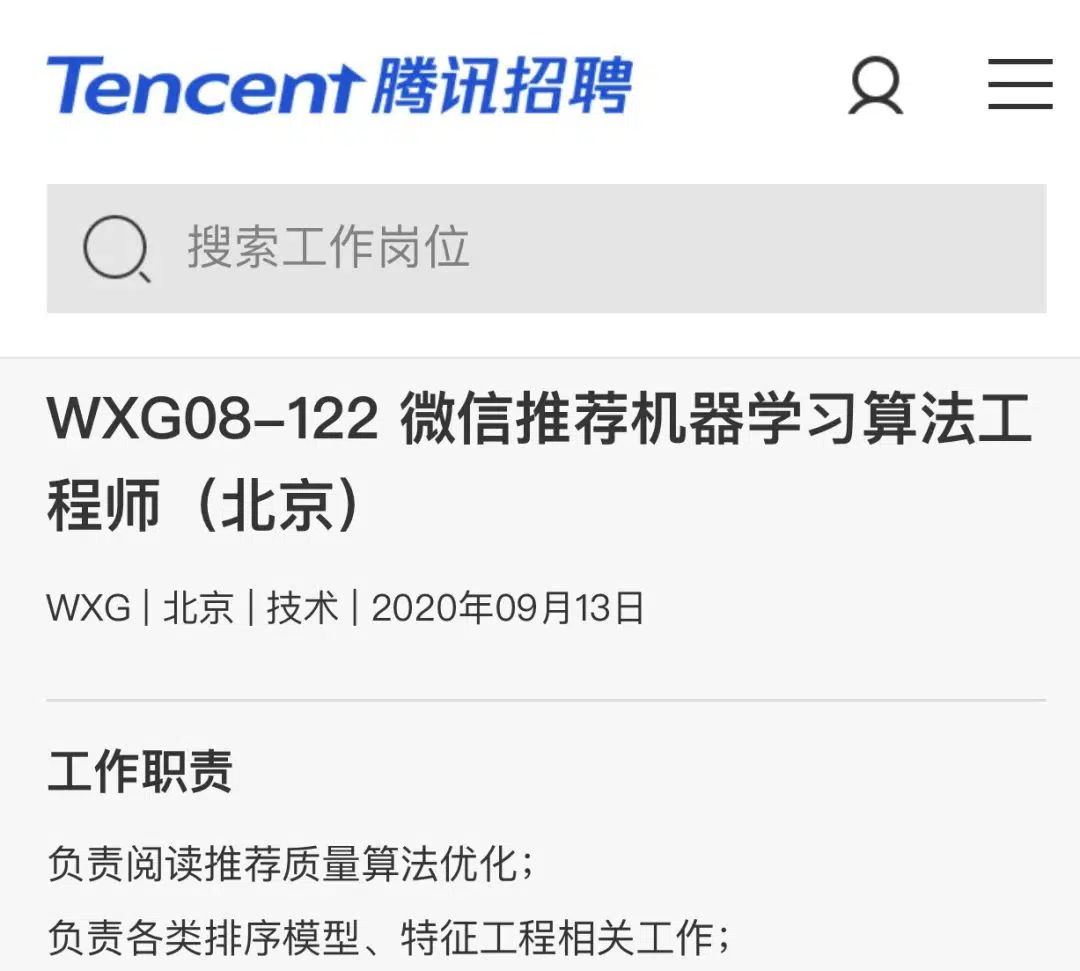 Tencent 腾讯招聘
搜索工作岗位
WXG08-122 微信推荐机器学习算法工
程师（北京）
WXG | 北京 | 技术 | 2020年09月13日
工作职责
负责阅读推荐质量算法优化；
负责各类排序模型、特征工程相关工作；